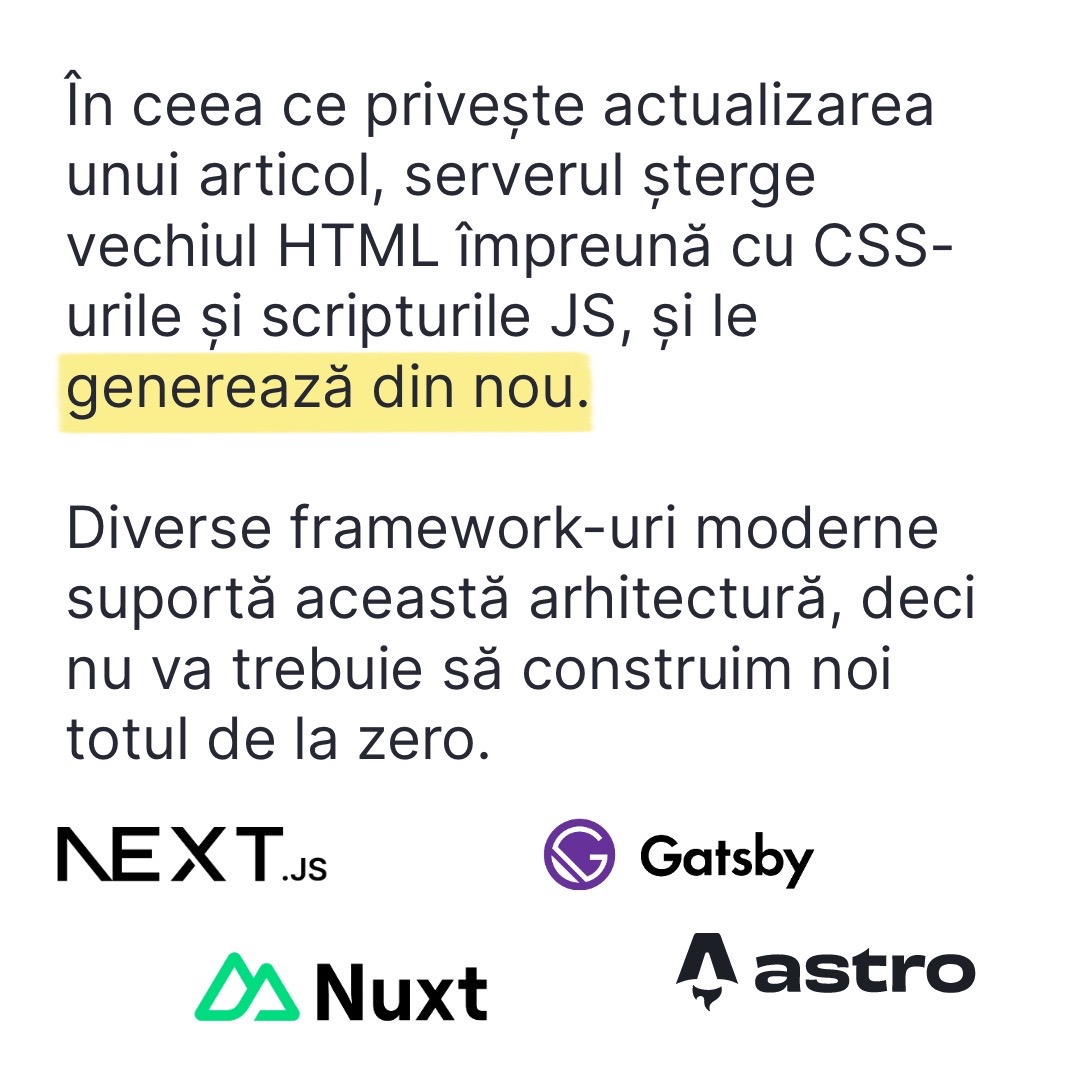 În ceea ce privește actualizarea
unui articol, serverul șterge
vechiul HTML împreună cu CSS-
urile și scripturile JS, și le
generează din nou.
Diverse framework-uri moderne
suportă această arhitectură, deci
nu va trebuie să construim noi
totul de la zero.
NEXT.JS
Gatsby
Nuxt
astro